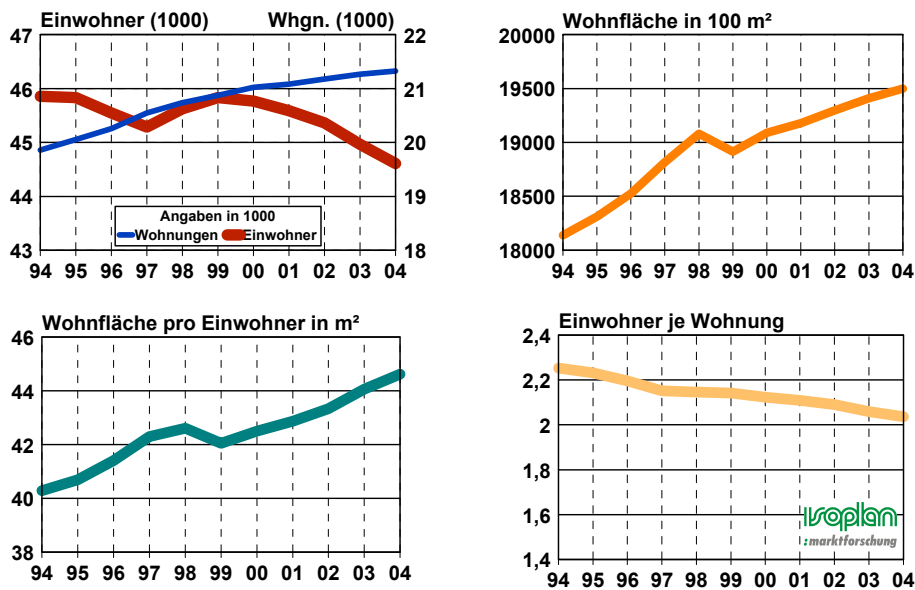 Einwohner (1000) Whgn. (1000)
47 22
46 21
45 20
44 19
43 18
Angaben in 1000
Wohnungen Einwohner
94 95 96 97 98 99 00 01 02 03 04
Wohnfläche in 100 m²
20000
19500
19000
18500
18000
94 95 96 97 98 99 00 01 02 03 04
Wohnfläche pro Einwohner in m²
46
44
42
40
38
94 95 96 97 98 99 00 01 02 03 04
Einwohner je Wohnung
2,4
2,2
2
1,8
1,6
1,4
94 95 96 97 98 99 00 01 02 03 04
isoplan
:marktforschung